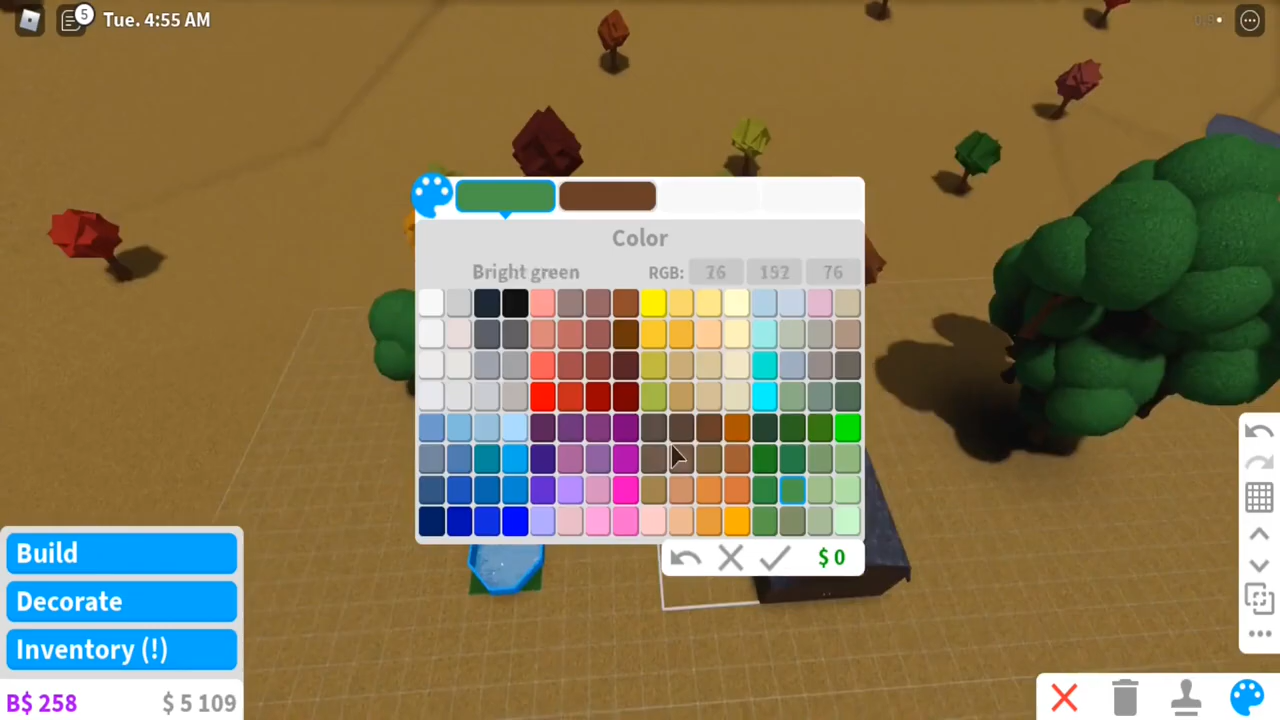 5
Tue. 4:55 AM
Color
Bright green
RGB: 76 152 76
$ 0
Build
Decorate
Inventory (!)
B$ 258
$ 5 109